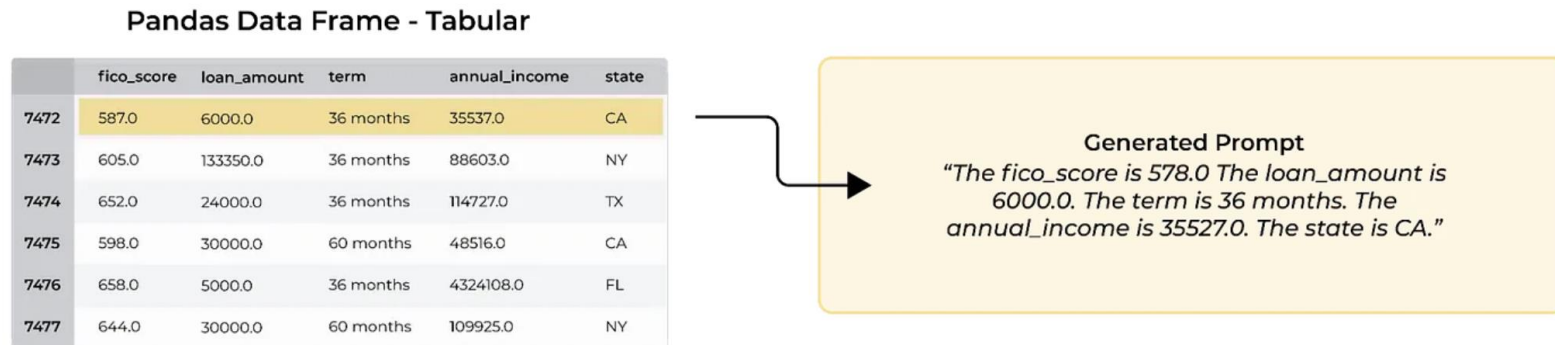 Pandas Data Frame - Tabular
fico_score loan_amount term annual_income state
7472 587.0 6000.0 36 months 35537.0 CA
7473 605.0 133350.0 36 months 88603.0 NY
7474 652.0 24000.0 36 months 114727.0 TX
7475 598.0 30000.0 60 months 48516.0 CA
7476 658.0 5000.0 36 months 4324108.0 FL
7477 644.0 30000.0 60 months 109925.0 NY
Generated Prompt
“The fico_score is 578.0 The loan_amount is
6000.0. The term is 36 months. The
annual_income is 35527.0. The state is CA.”